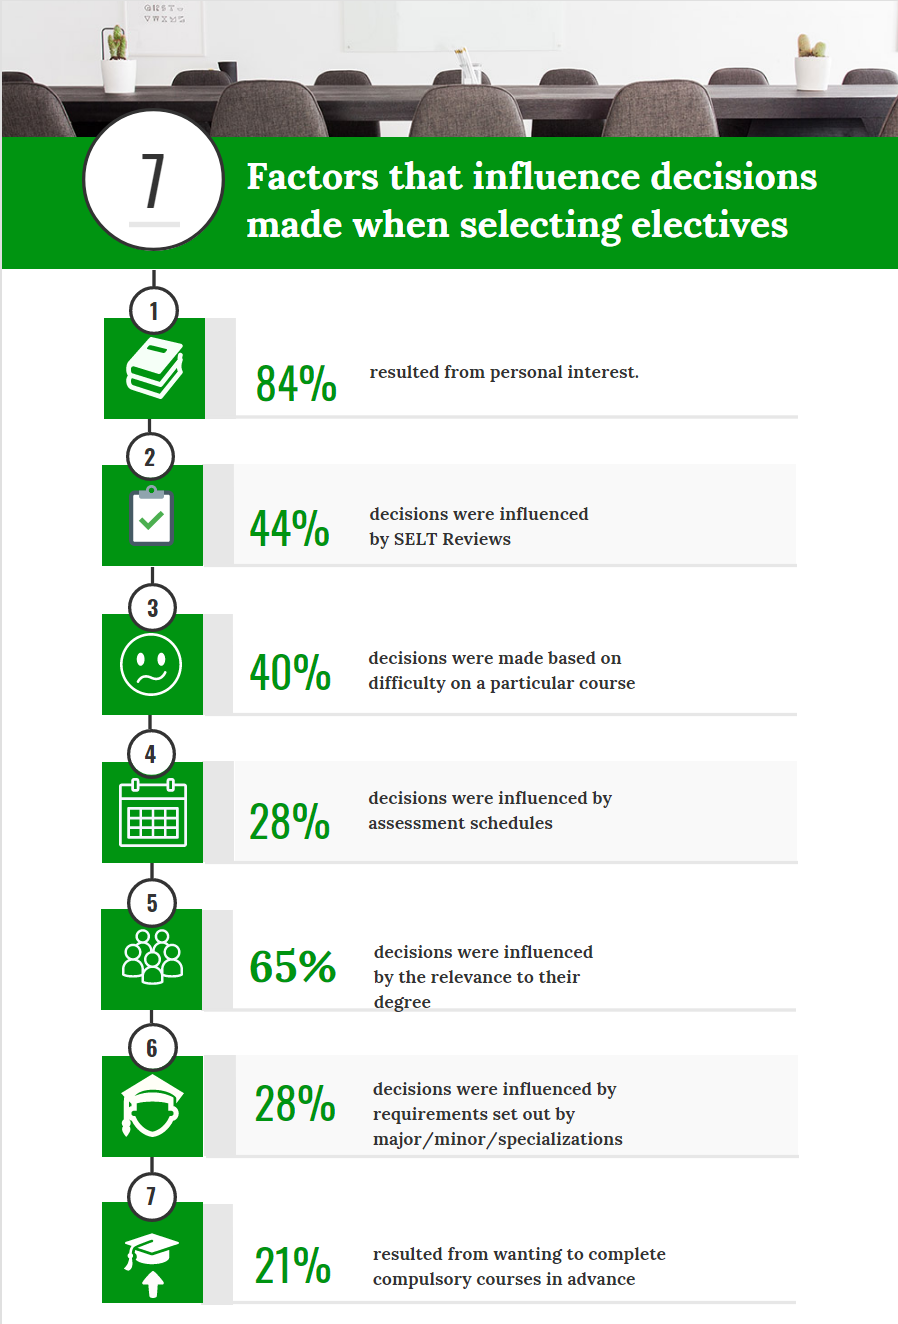 7
Factors that influence decisions
made when selecting electives
1
84%
resulted from personal interest.
2
44%
decisions were influenced
by SELT Reviews
3
40%
decisions were made based on
difficulty on a particular course
4
28%
decisions were influenced by
assessment schedules
5
65%
decisions were influenced
by the relevance to their
degree
6
28%
decisions were influenced by
requirements set out by
major/minor/specializations
7
21%
resulted from wanting to complete
compulsory courses in advance